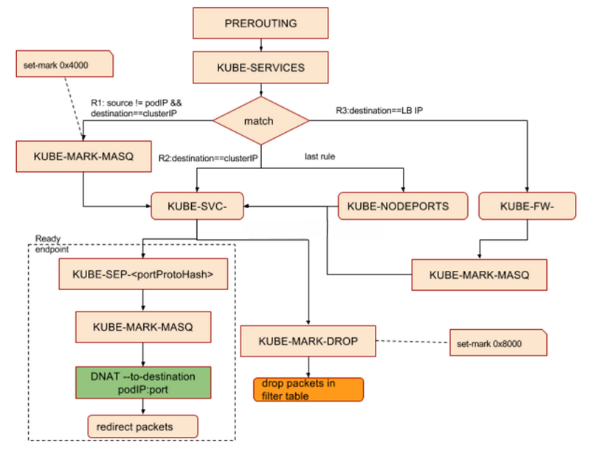 PREROUTING
set-mark 0x4000
KUBE-SERVICES
R1: source != podIP &&
destination==clusterIP
match
R3:destination==LB IP
KUBE-MARK-MASQ
R2:destination==clusterIP
last rule
KUBE-SVC-
KUBE-NODEPORTS
KUBE-FW-
Ready
endpoint
KUBE-SEP-<portProtoHash>
KUBE-MARK-MASQ
KUBE-MARK-MASQ
KUBE-MARK-DROP
set-mark 0x8000
DNAT --to-destination
podIP:port
drop packets in
filter table
redirect packets